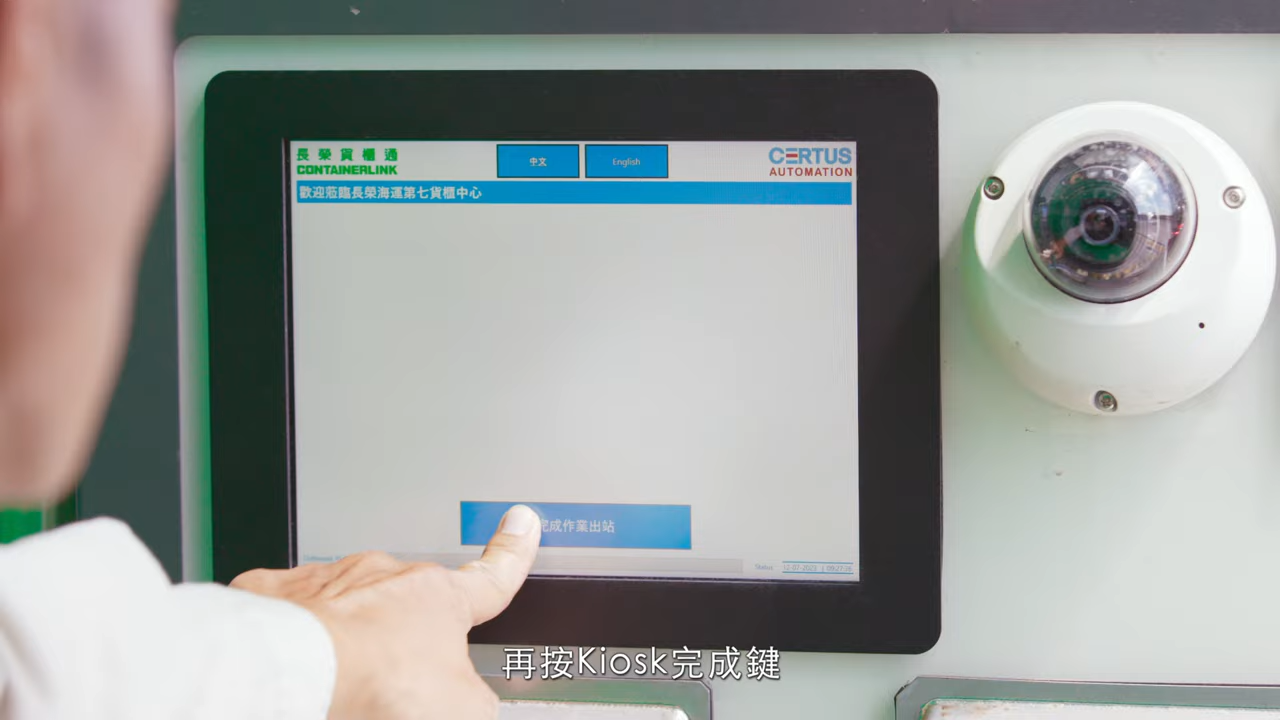 長榮貨櫃通
CONTAINERLINK
中文
English
CERTUS
AUTOMATION
歡迎蒞臨長榮海運第七貨櫃中心
完成作業出站
Status:
再按Kiosk完成鍵